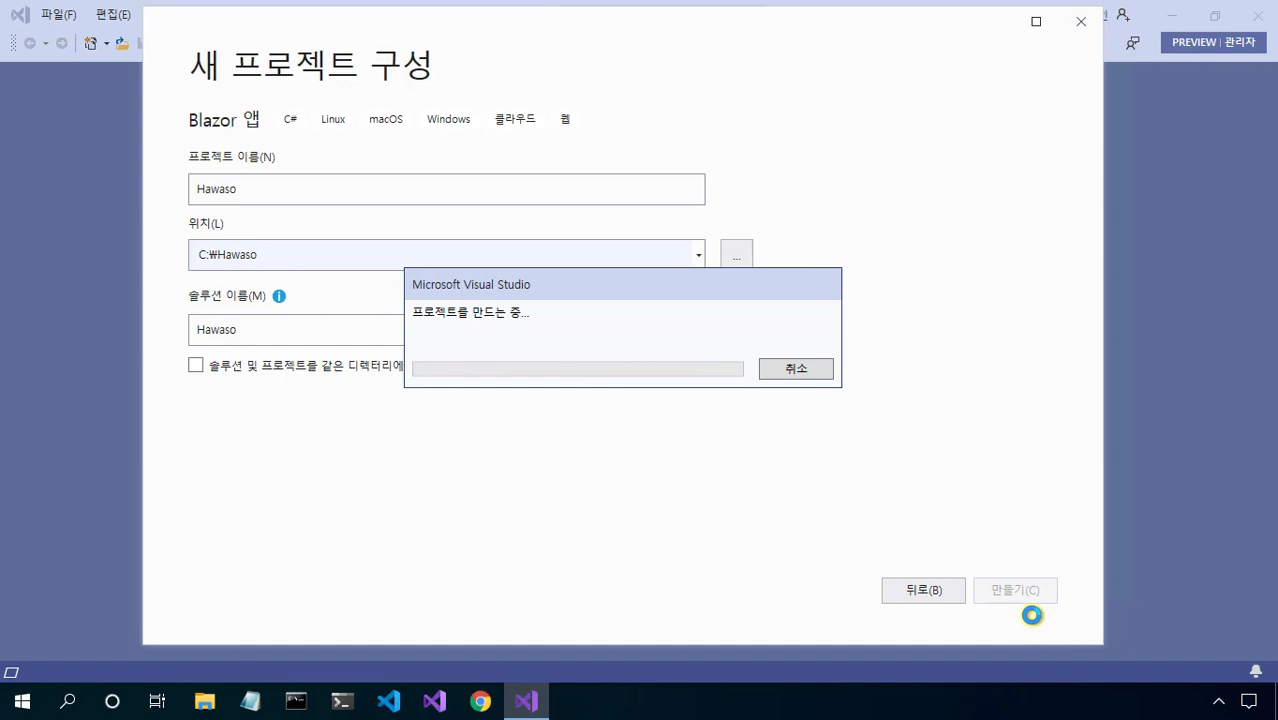 파일(F) 편집(E)
PREVIEW | 관리자
새 프로젝트 구성
Blazor 앱 C# Linux macOS Windows 클라우드 웹
프로젝트 이름(N)
Hawaso
위치(L)
C:₩Hawaso
...
솔루션 이름(M)
Hawaso
솔루션 및 프로젝트를 같은 디렉터리에
Microsoft Visual Studio
프로젝트를 만드는 중...
취소
뒤로(B) 만들기(C)